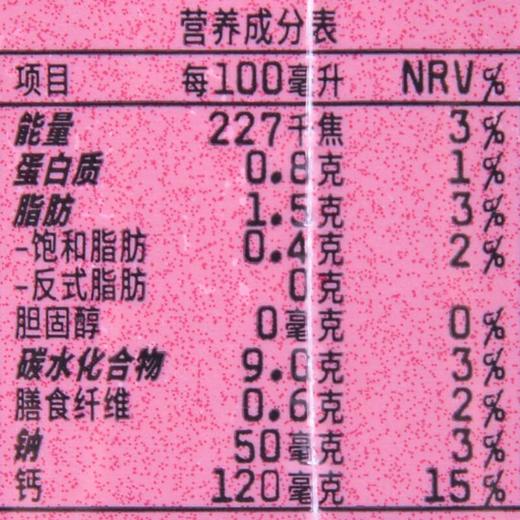 营养成分表
项目 每100毫升 NRV%
能量 227千焦 3%
蛋白质 0.8克 1%
脂肪 1.5克 3%
-饱和脂肪 0.4克 2%
-反式脂肪 0克
胆固醇 0毫克 0%
碳水化合物 9.0克 3%
膳食纤维 0.6克 2%
钠 50毫克 3%
钙 120毫克 15%